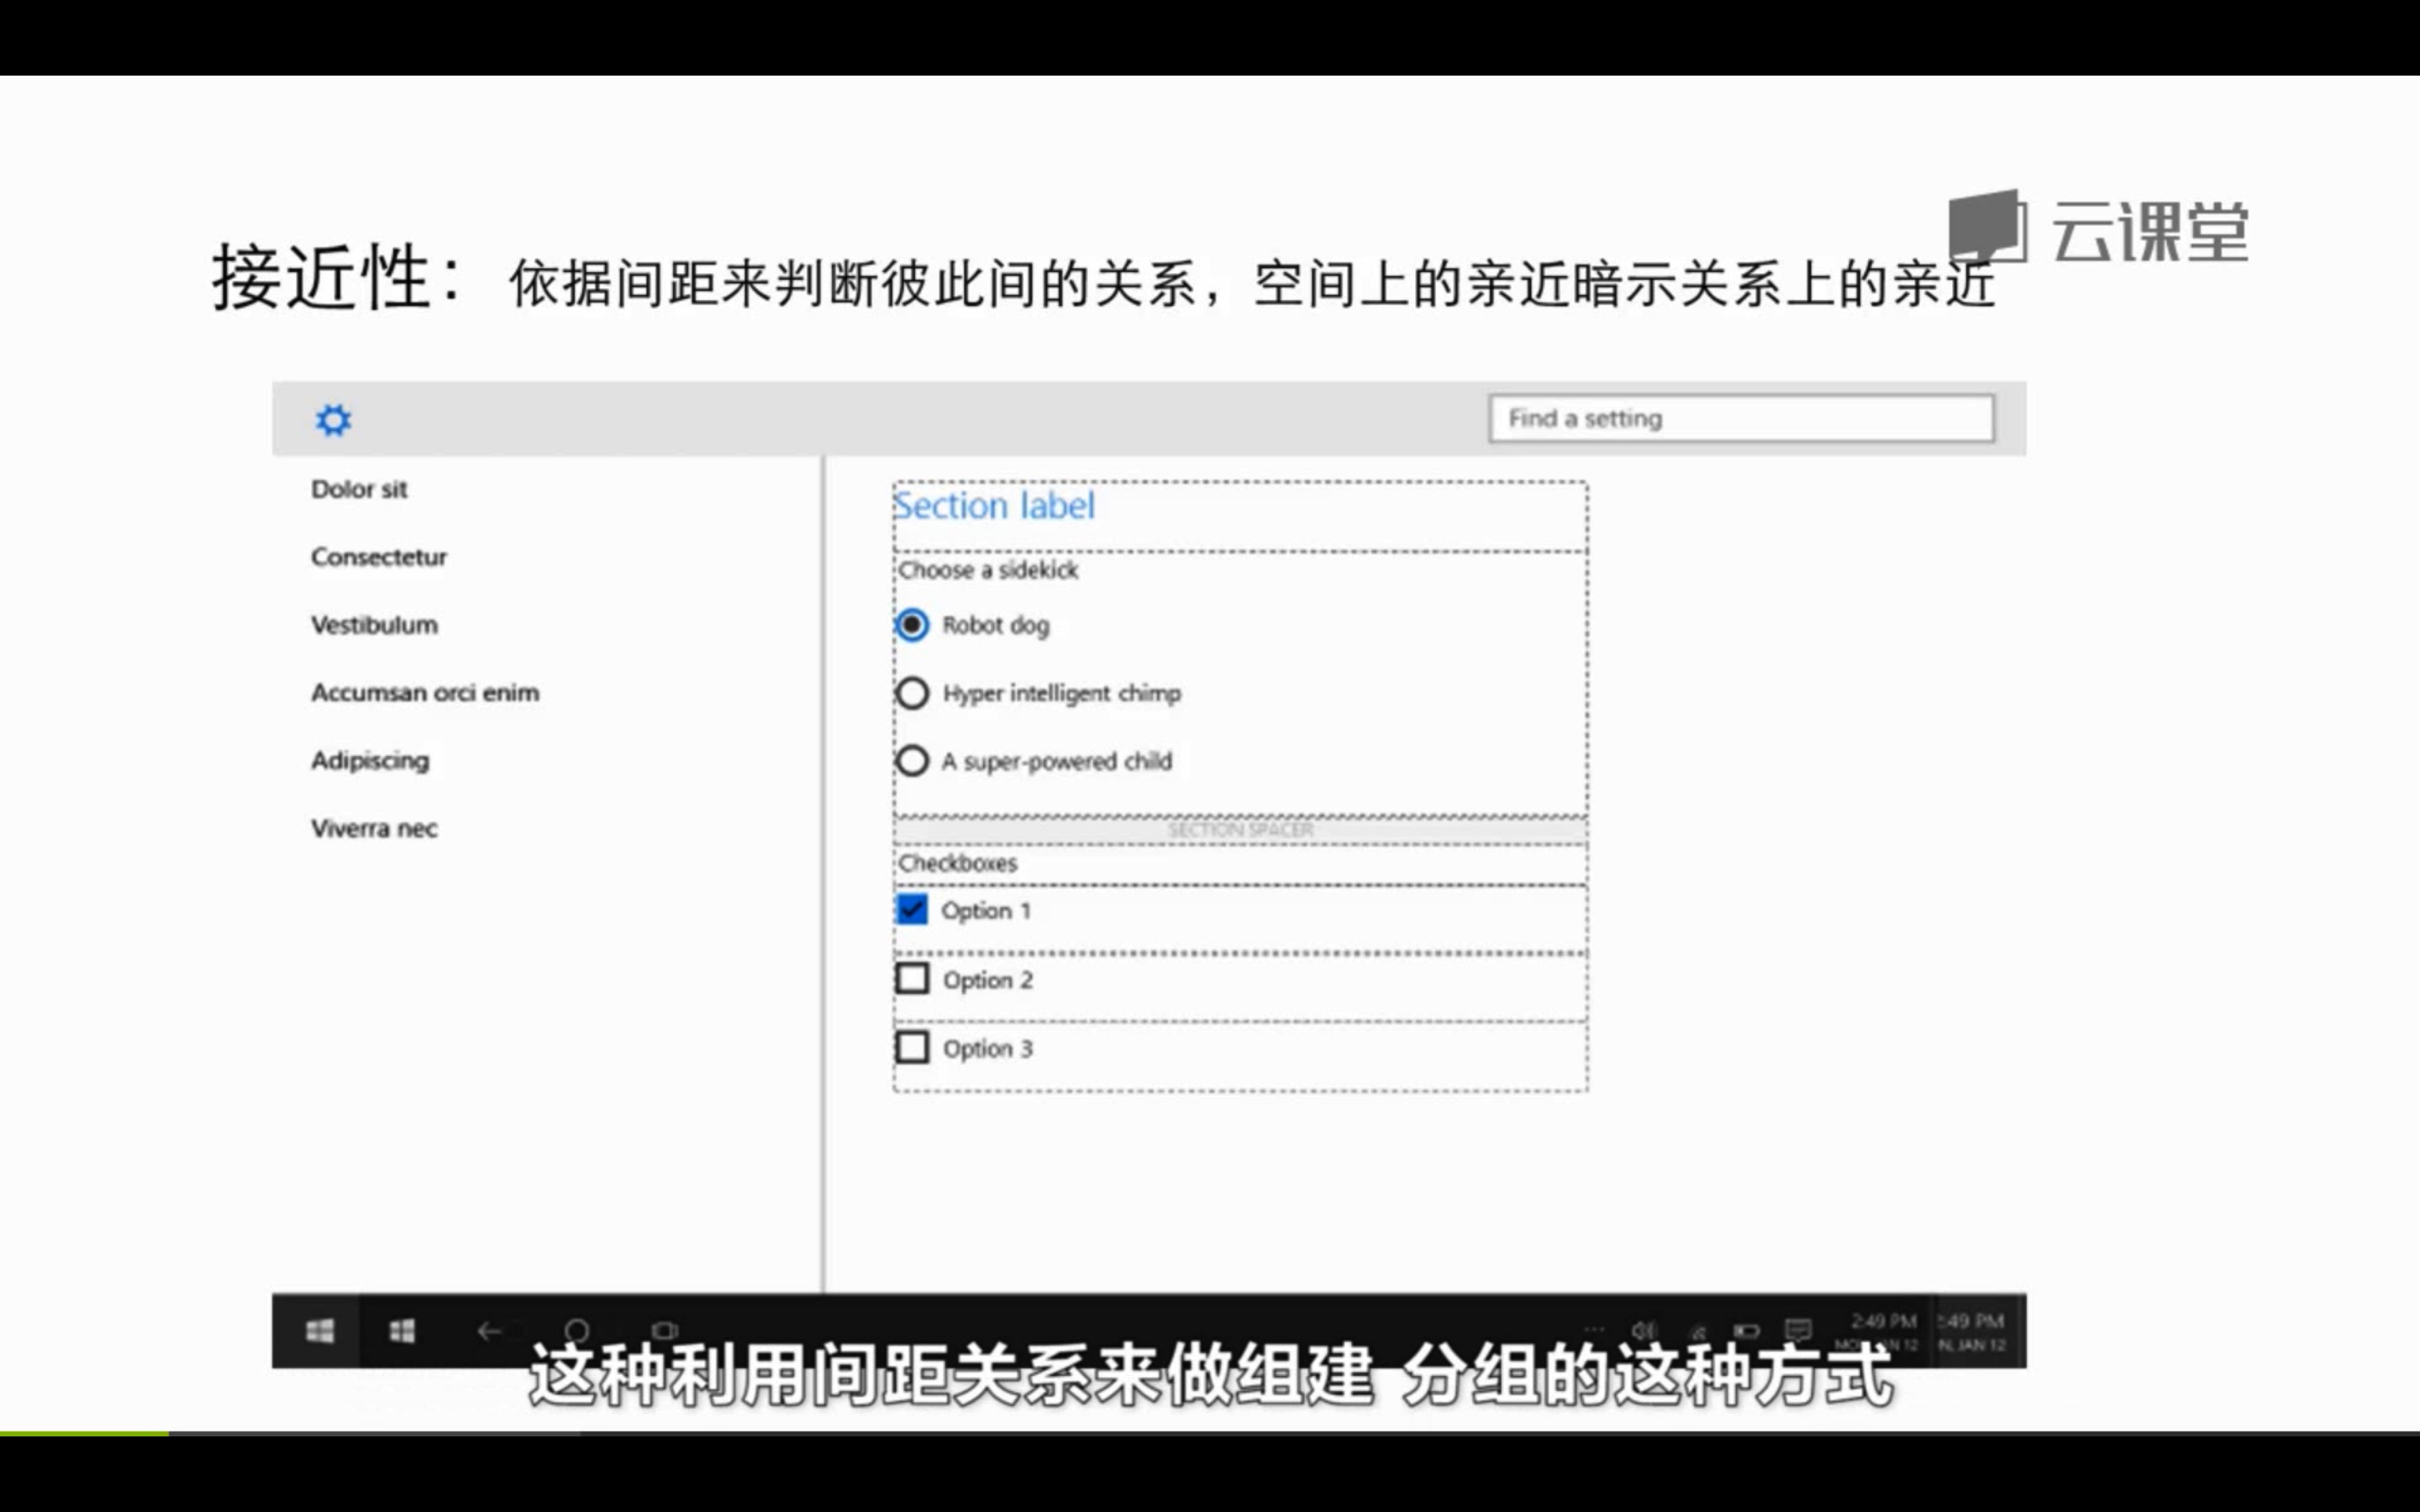 云课堂
接近性：依据间距来判断彼此间的关系，空间上的亲近暗示关系上的亲近
Find a setting
Dolor sit
Consectetur
Vestibulum
Accumsan orci enim
Adipiscing
Viverra nec
Section label
Choose a sidekick
Robot dog
Hyper intelligent chimp
A super-powered child
SECTION SPACER
Checkboxes
Option 1
Option 2
Option 3
2:49 PM
:49 PM
JAN 12
这种利用间距关系来做组建 分组的这种方式